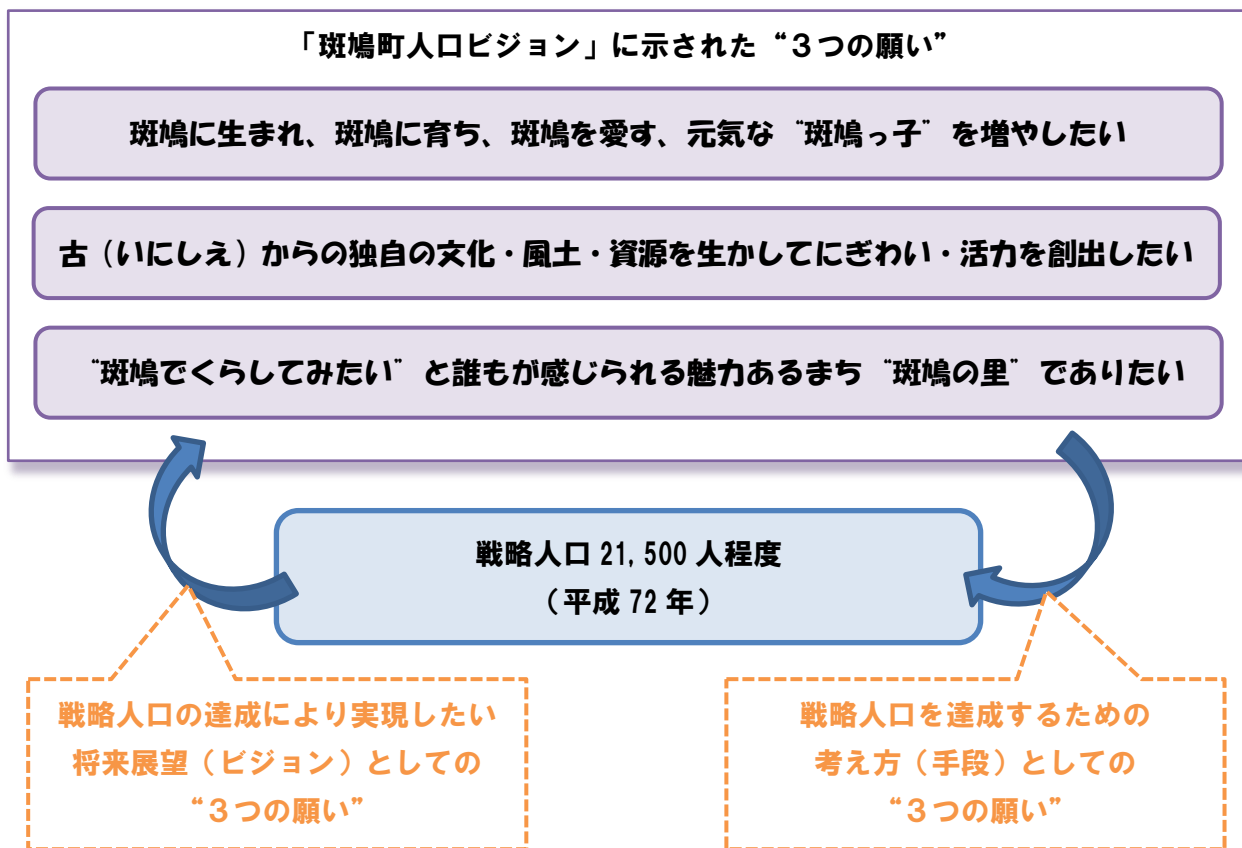 「斑鳩町人口ビジョン」に示された“３つの願い”
斑鳩に生まれ、斑鳩に育ち、斑鳩を愛す、元気な“斑鳩っ子”を増やしたい
古（いにしえ）からの独自の文化・風土・資源を生かしてにぎわい・活力を創出したい
“斑鳩でくらしてみたい”と誰もが感じられる魅力あるまち“斑鳩の里”でありたい
戦略人口 21,500 人程度
（平成 72 年）
戦略人口の達成により実現したい
将来展望（ビジョン）としての
“３つの願い”
戦略人口を達成するための
考え方（手段）としての
“３つの願い”